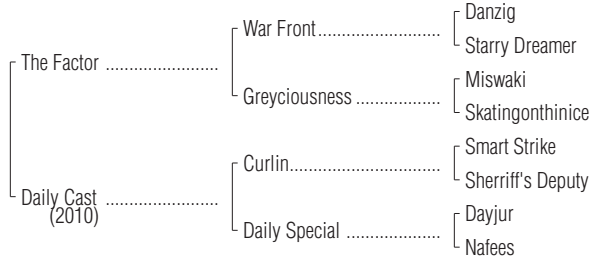 Danzig
War Front....................................
Starry Dreamer
The Factor ........................
Miswaki
Greyciousness ..................
Skatingonthinice
Smart Strike
Curlin.................................
Sherriff's Deputy
Daily Cast ........................
(2010)
Dayjur
Daily Special ....................
Nafees